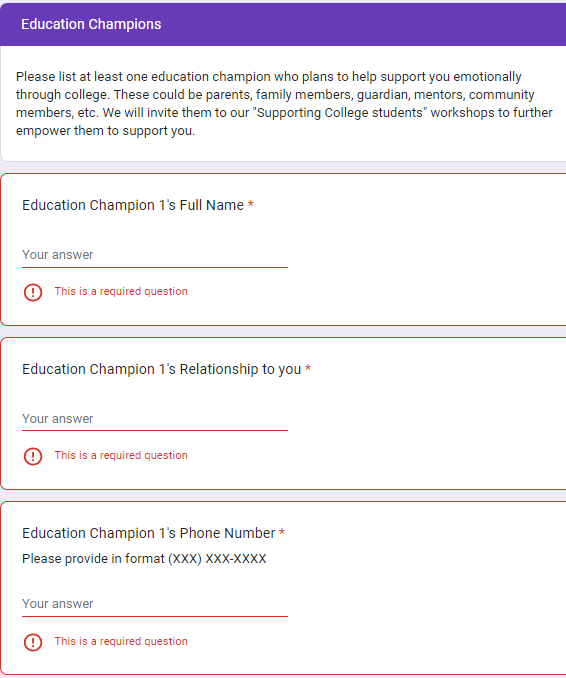 Education Champions
Please list at least one education champion who plans to help support you emotionally
through college. These could be parents, family members, guardian, mentors, community
members, etc. We will invite them to our "Supporting College students" workshops to further
empower them to support you.
Education Champion 1's Full Name *
Your answer
This is a required question
Education Champion 1's Relationship to you *
Your answer
This is a required question
Education Champion 1's Phone Number *
Please provide in format (XXX) XXX-XXXX
Your answer
This is a required question